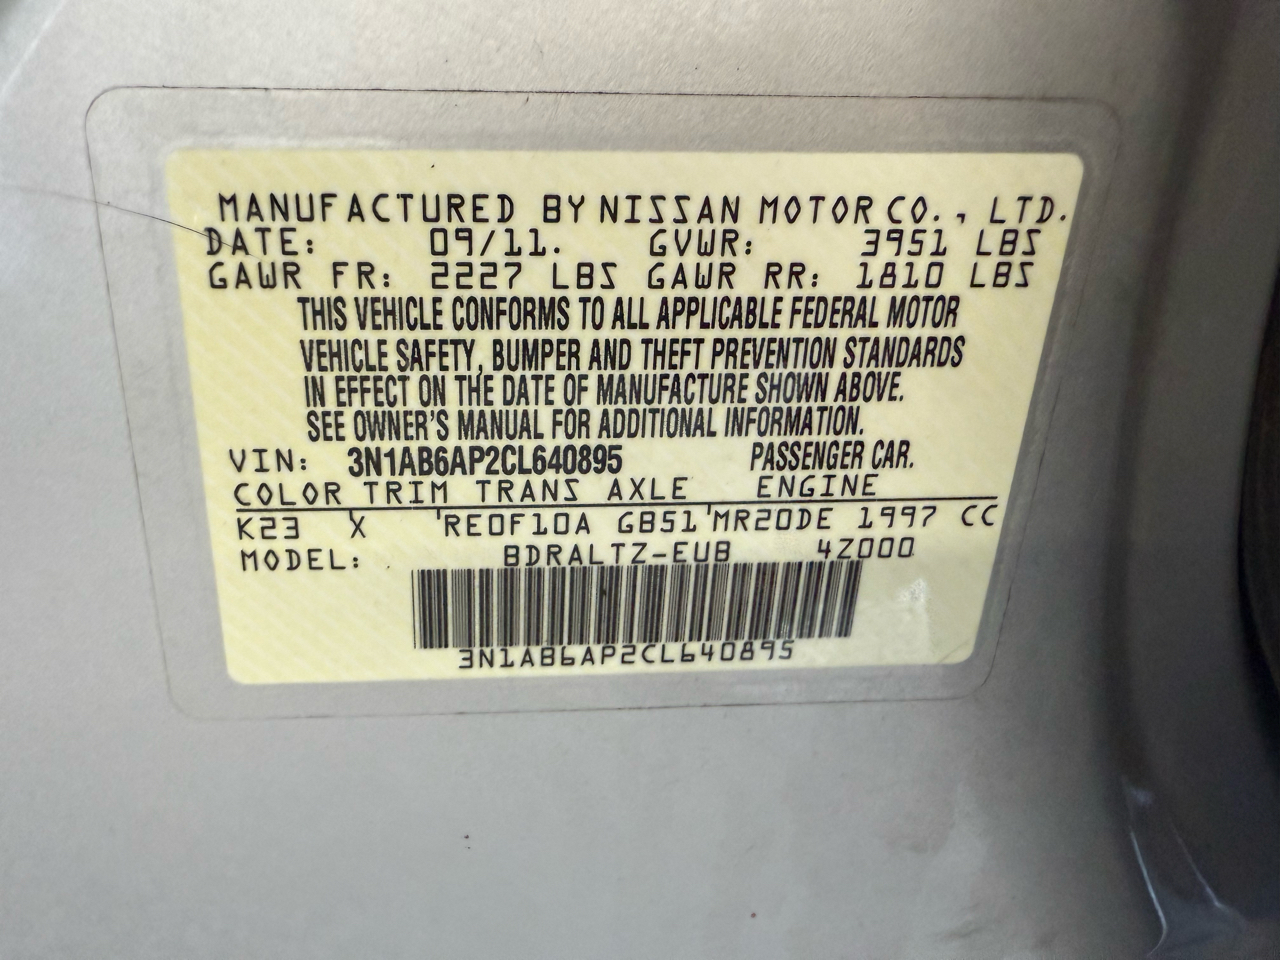 MANUFACTURED BY NISSAN MOTOR CO., LTD.
DATE: 09/11. GVWR: 3951 LBS
GAWR FR: 2227 LBS GAWR RR: 1810 LBS
THIS VEHICLE CONFORMS TO ALL APPLICABLE FEDERAL MOTOR
VEHICLE SAFETY, BUMPER AND THEFT PREVENTION STANDARDS
IN EFFECT ON THE DATE OF MANUFACTURE SHOWN ABOVE.
SEE OWNER'S MANUAL FOR ADDITIONAL INFORMATION.
VIN: 3N1AB6AP2CL640895 PASSENGER CAR.
COLOR TRIM TRANS AXLE ENGINE
K23 X RE0F10A GB51 MR20DE 1997 CC
MODEL: BDRALTZ-EUB 4Z000
3N1AB6AP2CL640895